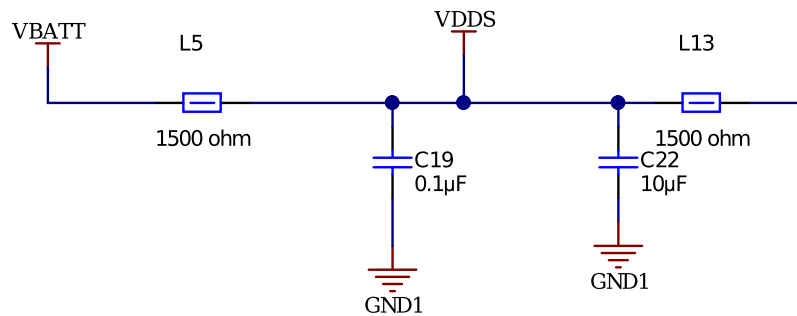 VBATT
L5
VDDS
L13
1500 ohm
1500 ohm
C19
0.1µF
C22
10µF
GND1
GND1